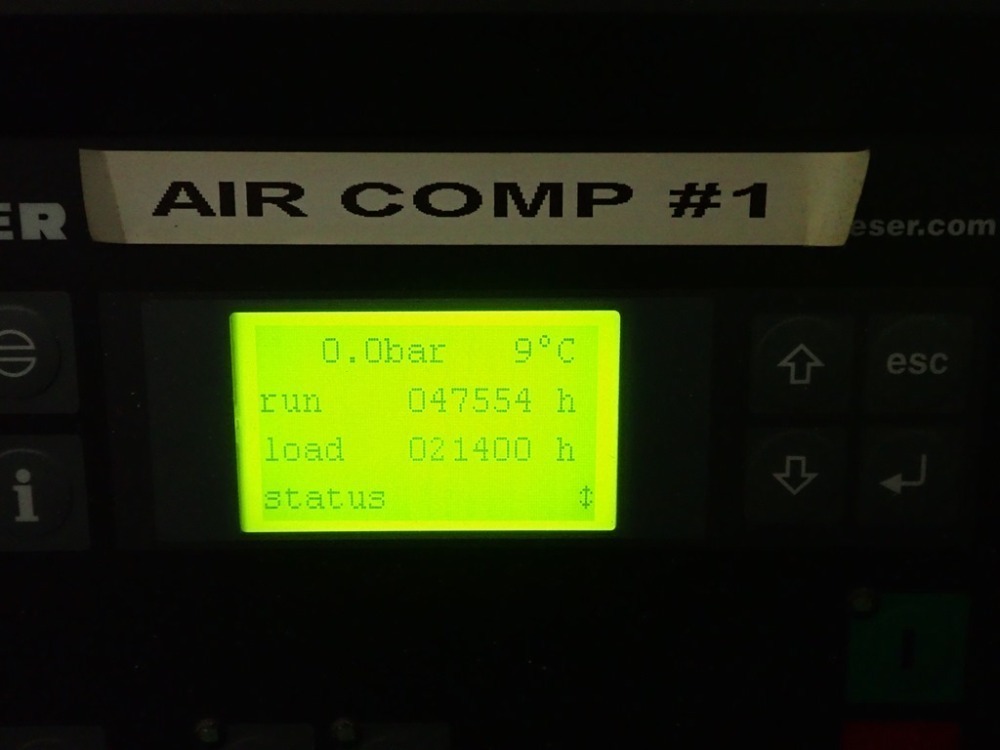 AIR COMP #1
ER
eser.com
0.0bar 9°C
run 047554 h
load 021400 h
status
esc
i
I